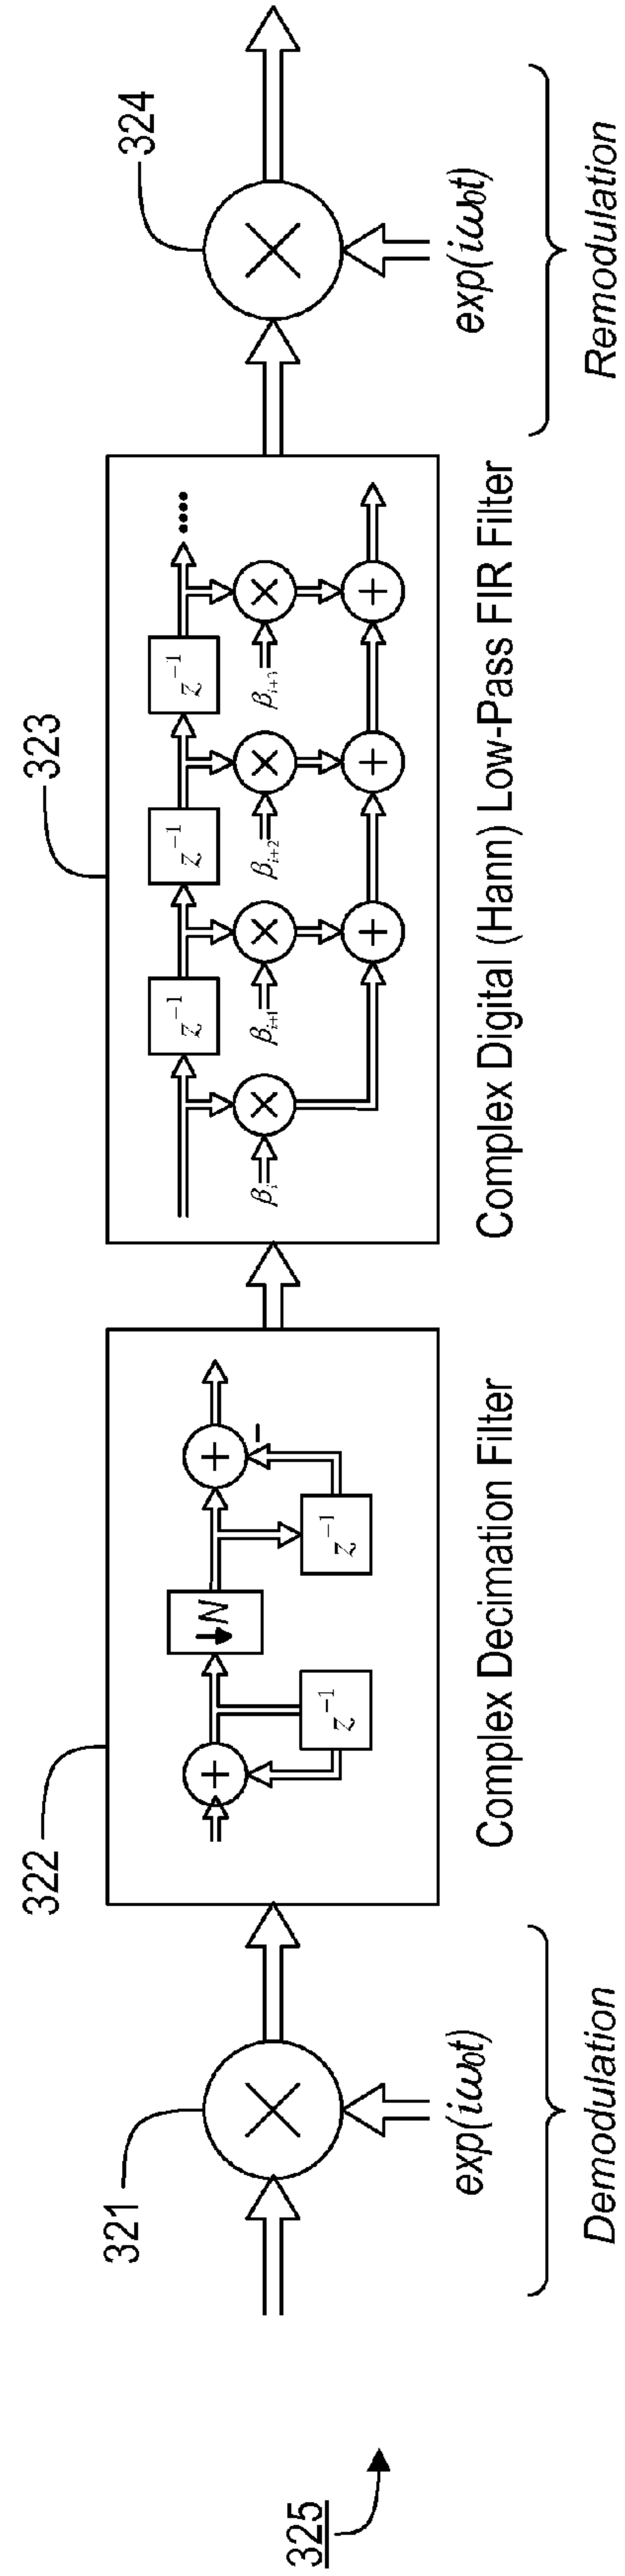 325
321
322
323
324
×
exp(iω₀t)
Demodulation
+
z⁻¹
↓N
z⁻¹
+
−
Complex Decimation Filter
z⁻¹
z⁻¹
z⁻¹
....
βᵢ
×
βᵢ₊₁
×
βᵢ₊₂
×
βᵢ₊₃
×
+
+
+
Complex Digital (Hann) Low-Pass FIR Filter
×
exp(iω₀t)
Remodulation